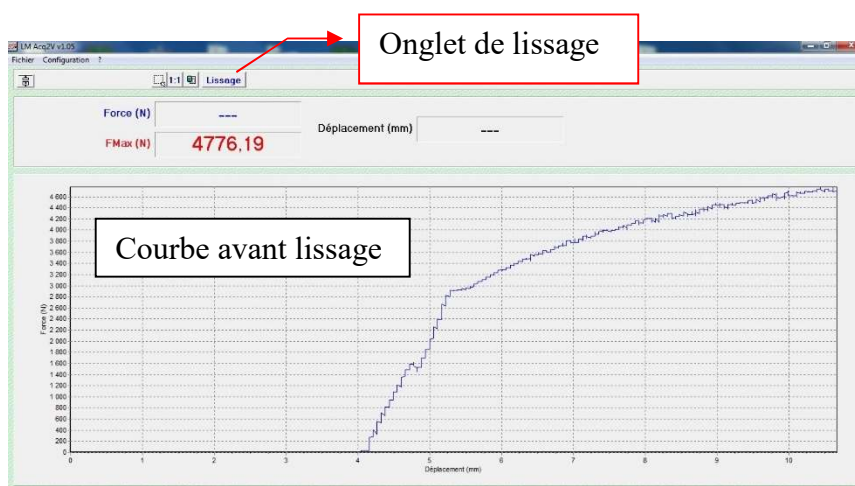 Onglet de lissage
LM Acq2V v1.05
Fichier Configuration ?
1:1 Lissage
Force (N) ---
Déplacement (mm) ---
FMax (N) 4776,19
Courbe avant lissage
4 600
4 400
4 200
4 000
3 800
3 600
3 400
3 200
3 000
2 800
2 600
2 400
2 200
2 000
1 800
1 600
1 400
1 200
1 000
800
600
400
200
0
Force (N)
0 1 2 3 4 5 6 7 8 9 10
Déplacement (mm)